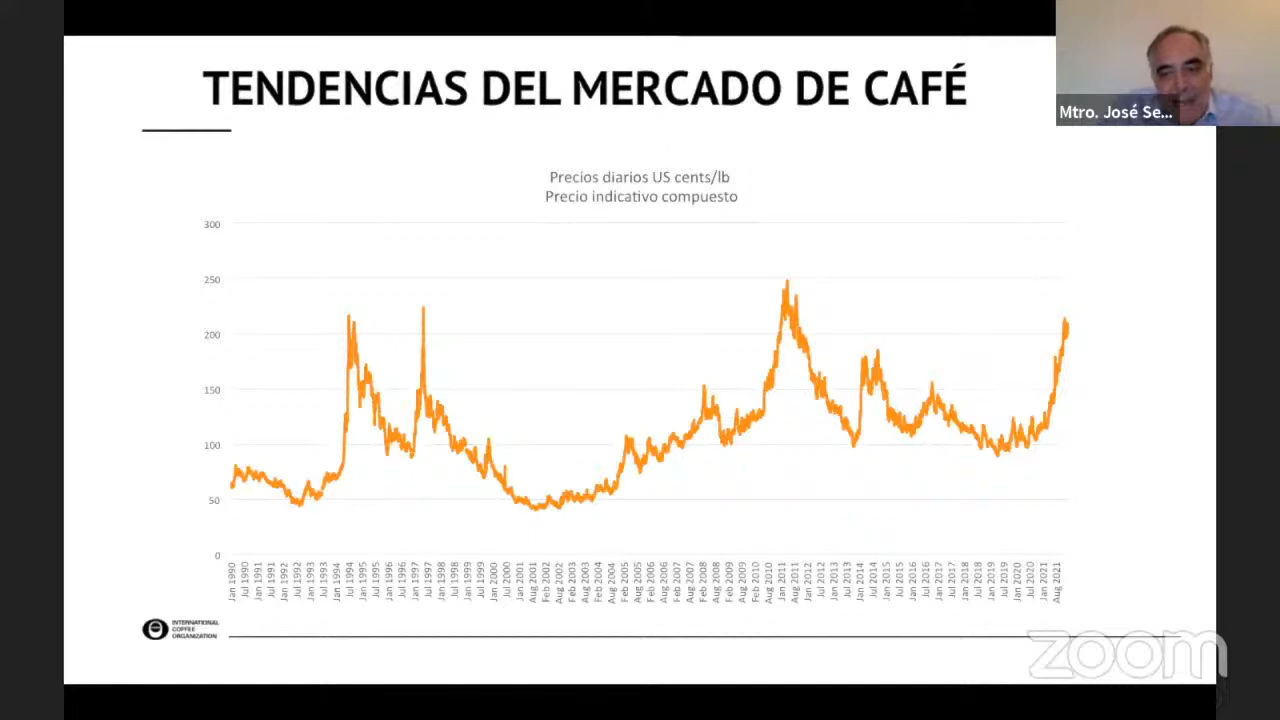 TENDENCIAS DEL MERCADO DE CAFÉ
Mtro. José Se...
Precios diarios US cents/lb
Precio indicativo compuesto
300
250
200
150
100
50
0
Jan 1990
Jul 1990
Jan 1991
Jul 1991
Jan 1992
Jul 1992
Jan 1993
Jul 1993
Jan 1994
Jul 1994
Jan 1995
Jul 1995
Jan 1996
Jul 1996
Jan 1997
Jul 1997
Jan 1998
Jul 1998
Jan 1999
Jul 1999
Jan 2000
Jul 2000
Jan 2001
Aug 2001
Feb 2002
Aug 2002
Feb 2003
Aug 2003
Feb 2004
Aug 2004
Feb 2005
Aug 2005
Feb 2006
Aug 2006
Feb 2007
Aug 2007
Feb 2008
Aug 2008
Feb 2009
Aug 2009
Feb 2010
Aug 2010
Jan 2011
Aug 2011
Jan 2012
Jul 2012
Jan 2013
Jul 2013
Jan 2014
Jul 2014
Jan 2015
Jul 2015
Jan 2016
Jul 2016
Jan 2017
Jul 2017
Jan 2018
Jul 2018
Jan 2019
Jul 2019
Jan 2020
Jul 2020
Jan 2021
Aug 2021
INTERNATIONAL
COFFEE
ORGANIZATION
zoom